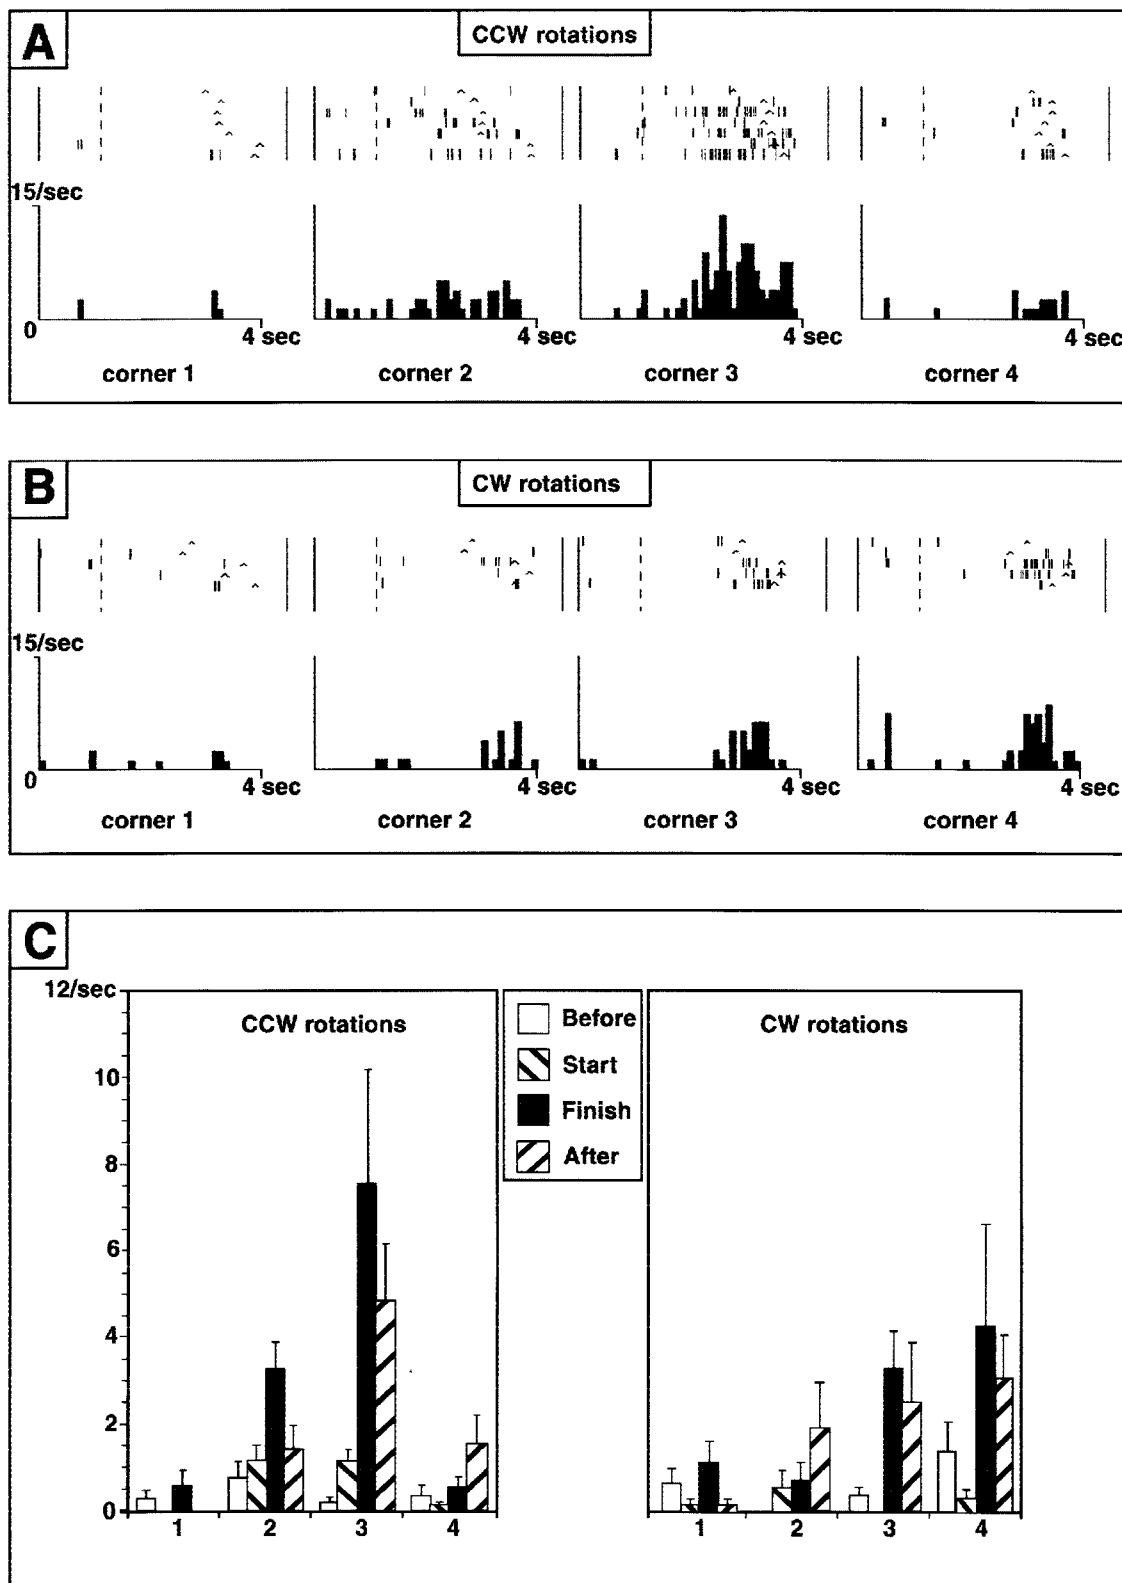 A
CCW rotations
15/sec
0
4 sec
4 sec
4 sec
4 sec
corner 1
corner 2
corner 3
corner 4
B
CW rotations
15/sec
0
4 sec
4 sec
4 sec
4 sec
corner 1
corner 2
corner 3
corner 4
C
12/sec
10
8
6
4
2
0
CCW rotations
1
2
3
4
Before
Start
Finish
After
CW rotations
1
2
3
4